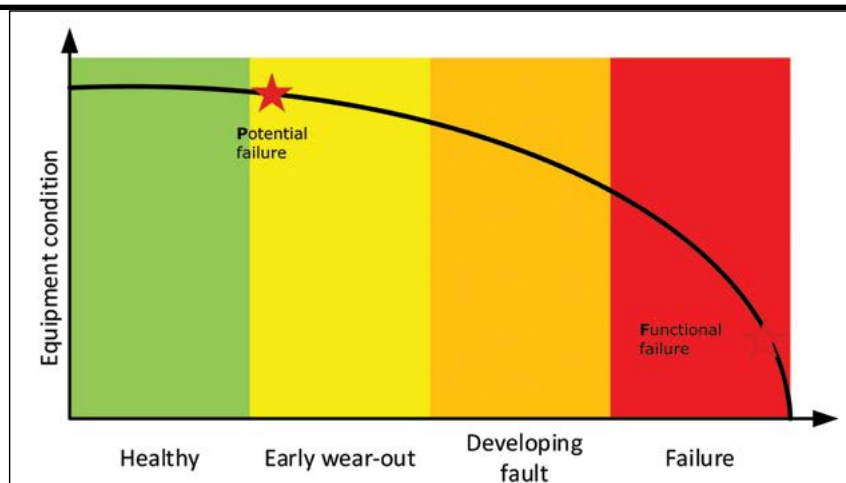 Equipment condition
Potential
failure
Functional
failure
Healthy
Early wear-out
Developing
fault
Failure